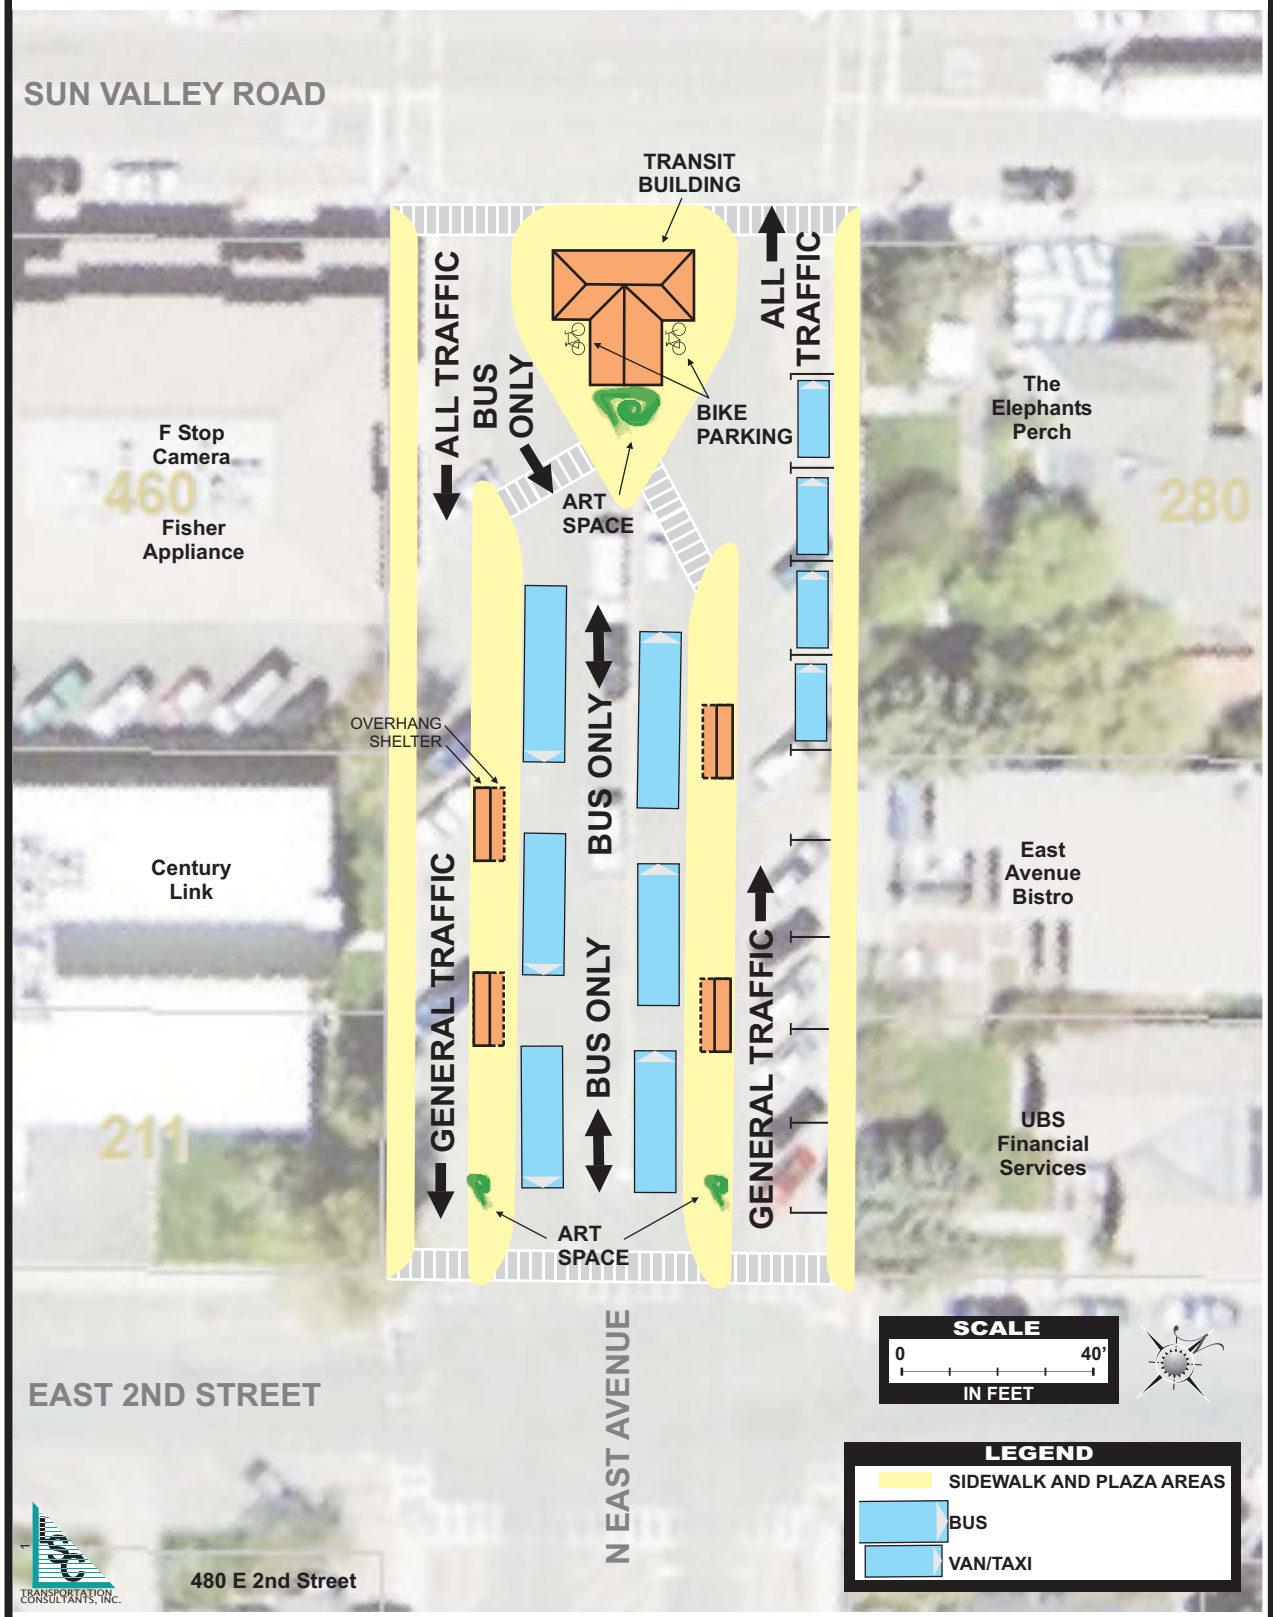 SUN VALLEY ROAD
TRANSIT
BUILDING
ALL TRAFFIC
BUS
ONLY
ALL
TRAFFIC
BIKE
PARKING
ART
SPACE
F Stop
Camera
460
Fisher
Appliance
The
Elephants
Perch
280
OVERHANG
SHELTER
BUS ONLY
Century
Link
East
Avenue
Bistro
GENERAL TRAFFIC
BUS ONLY
GENERAL TRAFFIC
211
UBS
Financial
Services
ART
SPACE
N EAST AVENUE
EAST 2ND STREET
SCALE
0 40'
IN FEET
N
LEGEND
SIDEWALK AND PLAZA AREAS
BUS
VAN/TAXI
1
LSC
TRANSPORTATION
CONSULTANTS, INC.
480 E 2nd Street